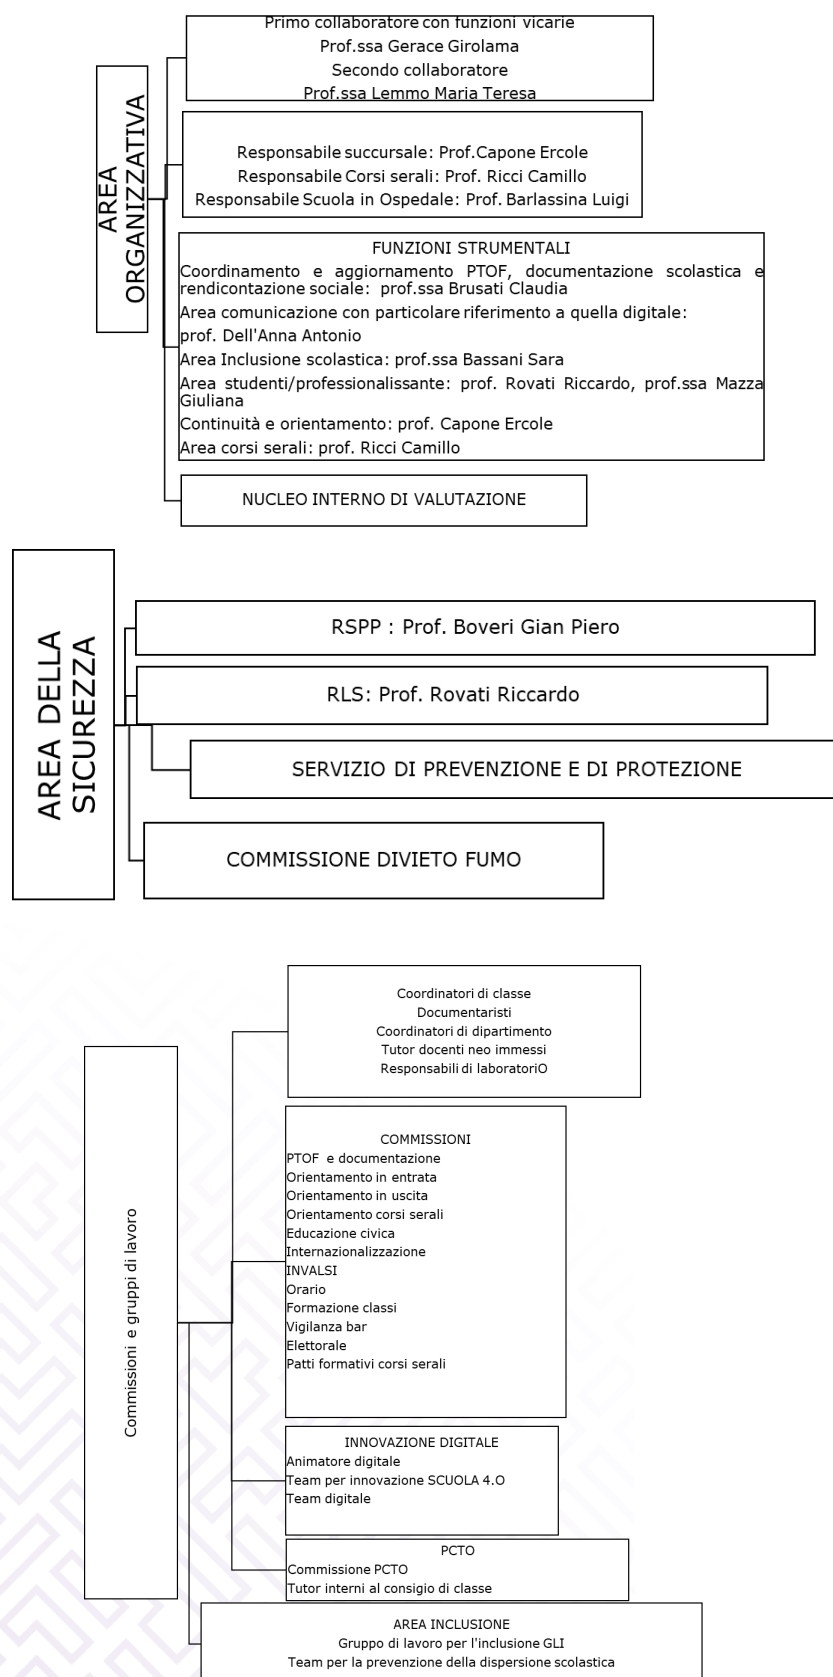 AREA
ORGANIZZATIVA
Primo collaboratore con funzioni vicarie
Prof.ssa Gerace Girolama
Secondo collaboratore
Prof.ssa Lemmo Maria Teresa
Responsabile succursale: Prof.Capone Ercole
Responsabile Corsi serali: Prof. Ricci Camillo
Responsabile Scuola in Ospedale: Prof. Barlassina Luigi
FUNZIONI STRUMENTALI
Coordinamento e aggiornamento PTOF, documentazione scolastica e
rendicontazione sociale: prof.ssa Brusati Claudia
Area comunicazione con particolare riferimento a quella digitale:
prof. Dell'Anna Antonio
Area Inclusione scolastica: prof.ssa Bassani Sara
Area studenti/professionalissante: prof. Rovati Riccardo, prof.ssa Mazza
Giuliana
Continuità e orientamento: prof. Capone Ercole
Area corsi serali: prof. Ricci Camillo
NUCLEO INTERNO DI VALUTAZIONE
AREA DELLA
SICUREZZA
RSPP : Prof. Boveri Gian Piero
RLS: Prof. Rovati Riccardo
SERVIZIO DI PREVENZIONE E DI PROTEZIONE
COMMISSIONE DIVIETO FUMO
Commissioni e gruppi di lavoro
Coordinatori di classe
Documentaristi
Coordinatori di dipartimento
Tutor docenti neo immessi
Responsabili di laboratoriO
COMMISSIONI
PTOF e documentazione
Orientamento in entrata
Orientamento in uscita
Orientamento corsi serali
Educazione civica
Internazionalizzazione
INVALSI
Orario
Formazione classi
Vigilanza bar
Elettorale
Patti formativi corsi serali
INNOVAZIONE DIGITALE
Animatore digitale
Team per innovazione SCUOLA 4.O
Team digitale
PCTO
Commissione PCTO
Tutor interni al consigio di classe
AREA INCLUSIONE
Gruppo di lavoro per l'inclusione GLI
Team per la prevenzione della dispersione scolastica